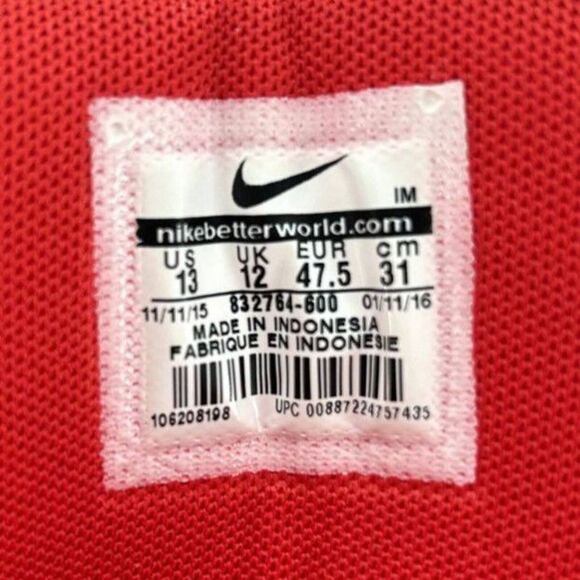 IM
nikebetterworld.com
US UK EUR cm
13 12 47.5 31
11/11/15 832764-600 01/11/16
MADE IN INDONESIA
FABRIQUE EN INDONESIE
106208198 UPC 00887224757435